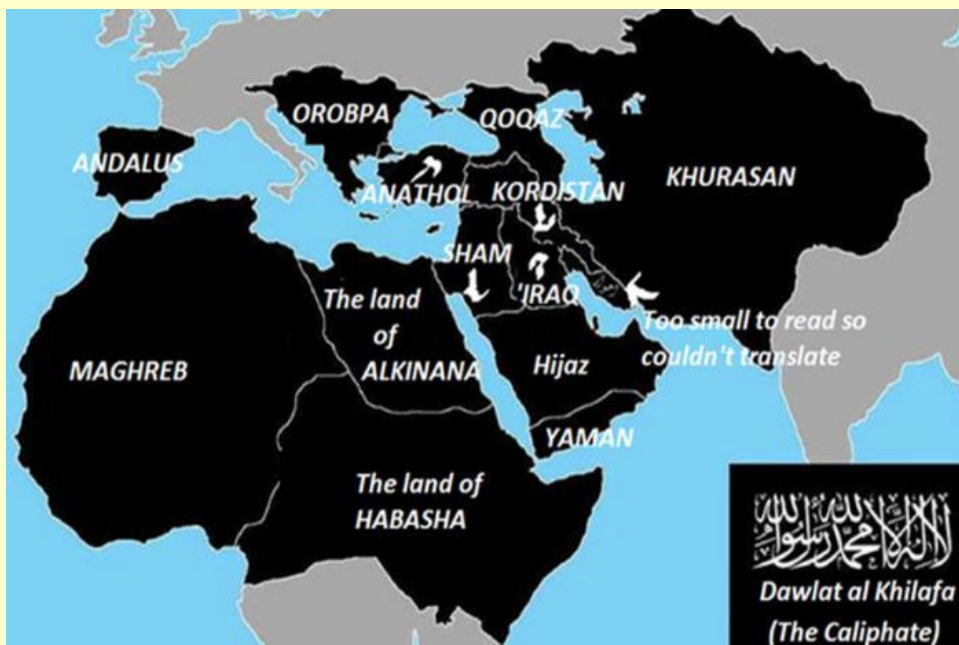 OROBPA
QOQAZ
ANDALUS
ANATHOL
KORDISTAN
KHURASAN
SHAM
'IRAQ
The land
of
ALKINANA
Too small to read so
couldn't translate
MAGHREB
Hijaz
YAMAN
The land of
HABASHA
لا إله إلا الله محمد رسول الله
Dawlat al Khilafa
(The Caliphate)